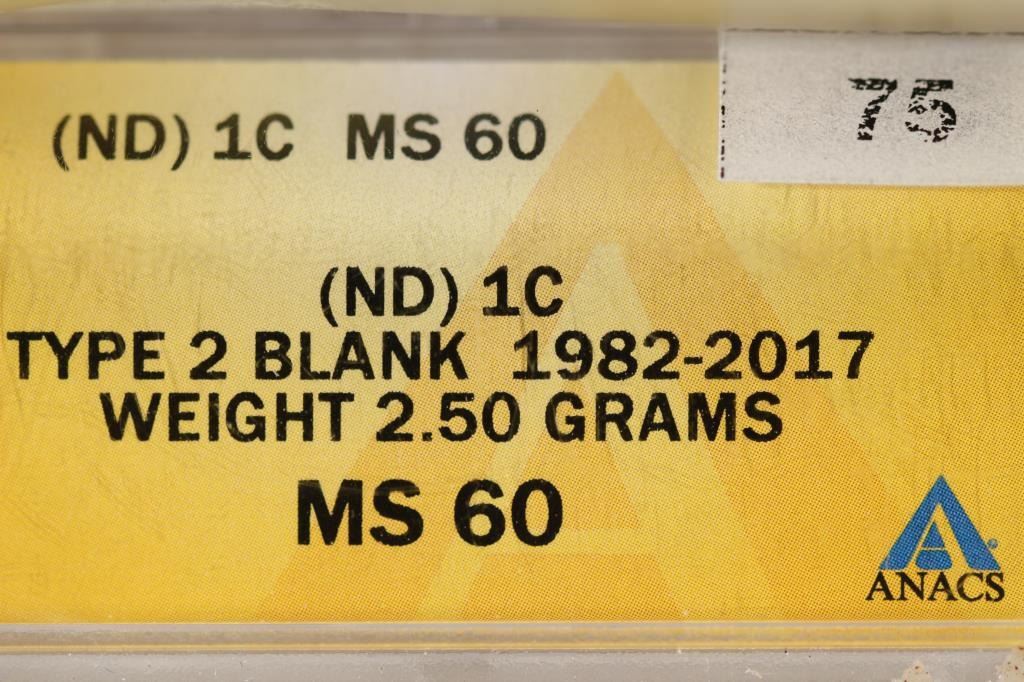 (ND) 1C MS 60
75
(ND) 1C
TYPE 2 BLANK 1982-2017
WEIGHT 2.50 GRAMS
MS 60
ANACS